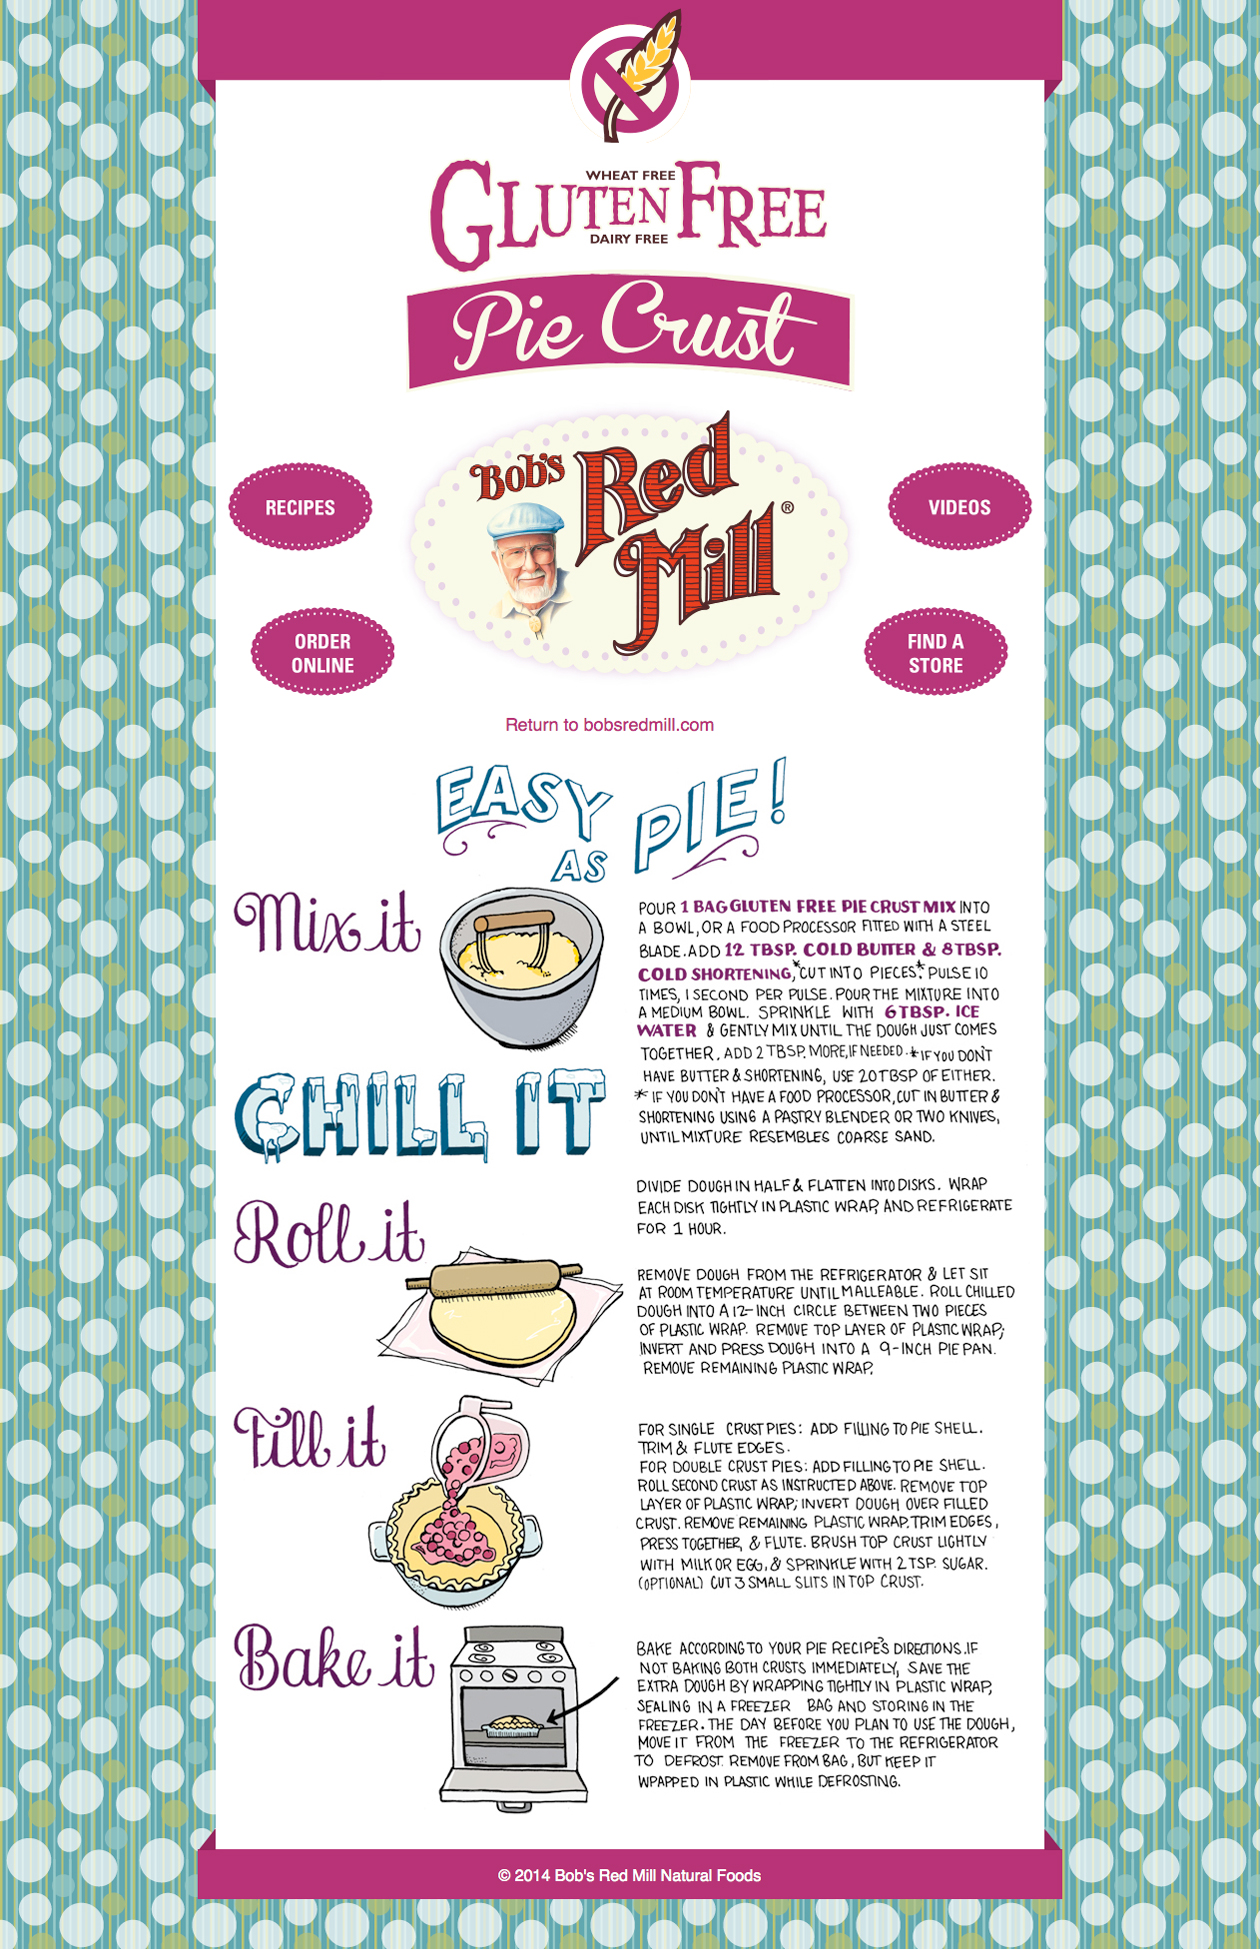 WHEAT FREE
GLUTEN FREE
DAIRY FREE
Pie Crust
Bob's
Red
Mill®
RECIPES
VIDEOS
ORDER
ONLINE
FIND A
STORE
Return to bobsredmill.com
EASY
AS
PIE!
Mix it
POUR 1 BAG GLUTEN FREE PIE CRUST MIX INTO
A BOWL, OR A FOOD PROCESSOR FITTED WITH A STEEL
BLADE. ADD 12 TBSP. COLD BUTTER & 8 TBSP.
COLD SHORTENING,* CUT INTO PIECES.* PULSE 10
TIMES, 1 SECOND PER PULSE. POUR THE MIXTURE INTO
A MEDIUM BOWL. SPRINKLE WITH 6 TBSP. ICE
WATER & GENTLY MIX UNTIL THE DOUGH JUST COMES
TOGETHER. ADD 2 TBSP. MORE, IF NEEDED. *IF YOU DON'T
HAVE BUTTER & SHORTENING, USE 20 TBSP OF EITHER.
* IF YOU DON'T HAVE A FOOD PROCESSOR, CUT IN BUTTER &
SHORTENING USING A PASTRY BLENDER OR TWO KNIVES,
UNTIL MIXTURE RESEMBLES COARSE SAND.
CHILL IT
DIVIDE DOUGH IN HALF & FLATTEN INTO DISKS. WRAP
EACH DISK TIGHTLY IN PLASTIC WRAP, AND REFRIGERATE
FOR 1 HOUR.
Roll it
REMOVE DOUGH FROM THE REFRIGERATOR & LET SIT
AT ROOM TEMPERATURE UNTIL MALLEABLE. ROLL CHILLED
DOUGH INTO A 12-INCH CIRCLE BETWEEN TWO PIECES
OF PLASTIC WRAP. REMOVE TOP LAYER OF PLASTIC WRAP;
INVERT AND PRESS DOUGH INTO A 9-INCH PIE PAN.
REMOVE REMAINING PLASTIC WRAP.
Fill it
FOR SINGLE CRUST PIES: ADD FILLING TO PIE SHELL.
TRIM & FLUTE EDGES.
FOR DOUBLE CRUST PIES: ADD FILLING TO PIE SHELL.
ROLL SECOND CRUST AS INSTRUCTED ABOVE. REMOVE TOP
LAYER OF PLASTIC WRAP; INVERT DOUGH OVER FILLED
CRUST. REMOVE REMAINING PLASTIC WRAP. TRIM EDGES,
PRESS TOGETHER, & FLUTE. BRUSH TOP CRUST LIGHTLY
WITH MILK OR EGG, & SPRINKLE WITH 2 TSP. SUGAR.
(OPTIONAL) CUT 3 SMALL SLITS IN TOP CRUST.
Bake it
BAKE ACCORDING TO YOUR PIE RECIPE'S DIRECTIONS. IF
NOT BAKING BOTH CRUSTS IMMEDIATELY, SAVE THE
EXTRA DOUGH BY WRAPPING TIGHTLY IN PLASTIC WRAP,
SEALING IN A FREEZER BAG AND STORING IN THE
FREEZER. THE DAY BEFORE YOU PLAN TO USE THE DOUGH,
MOVE IT FROM THE FREEZER TO THE REFRIGERATOR
TO DEFROST. REMOVE FROM BAG, BUT KEEP IT
WPAPPED IN PLASTIC WHILE DEFROSTING.
© 2014 Bob's Red Mill Natural Foods